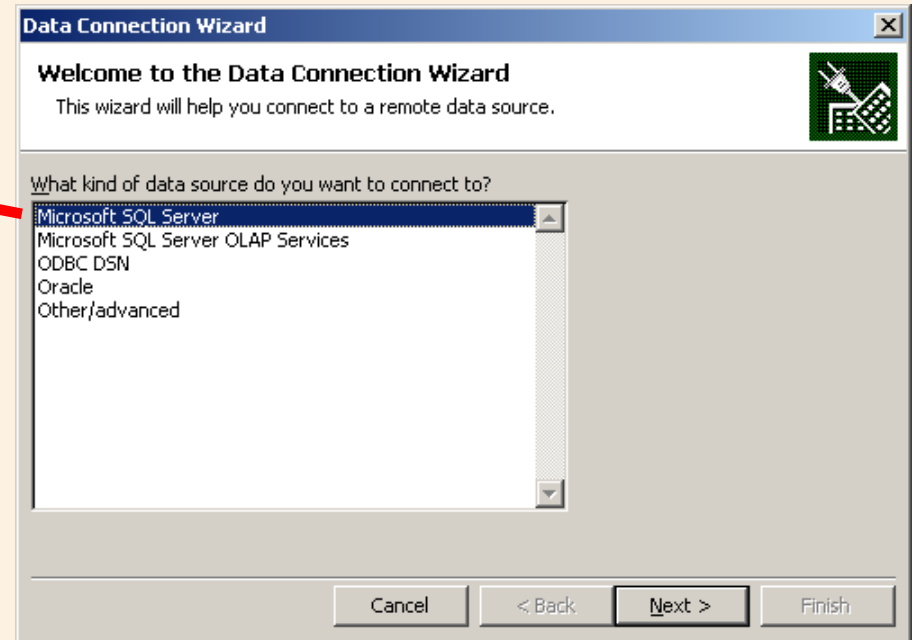 Data Connection Wizard
Welcome to the Data Connection Wizard
This wizard will help you connect to a remote data source.
What kind of data source do you want to connect to?
Microsoft SQL Server
Microsoft SQL Server OLAP Services
ODBC DSN
Oracle
Other/advanced
Cancel
< Back
Next >
Finish